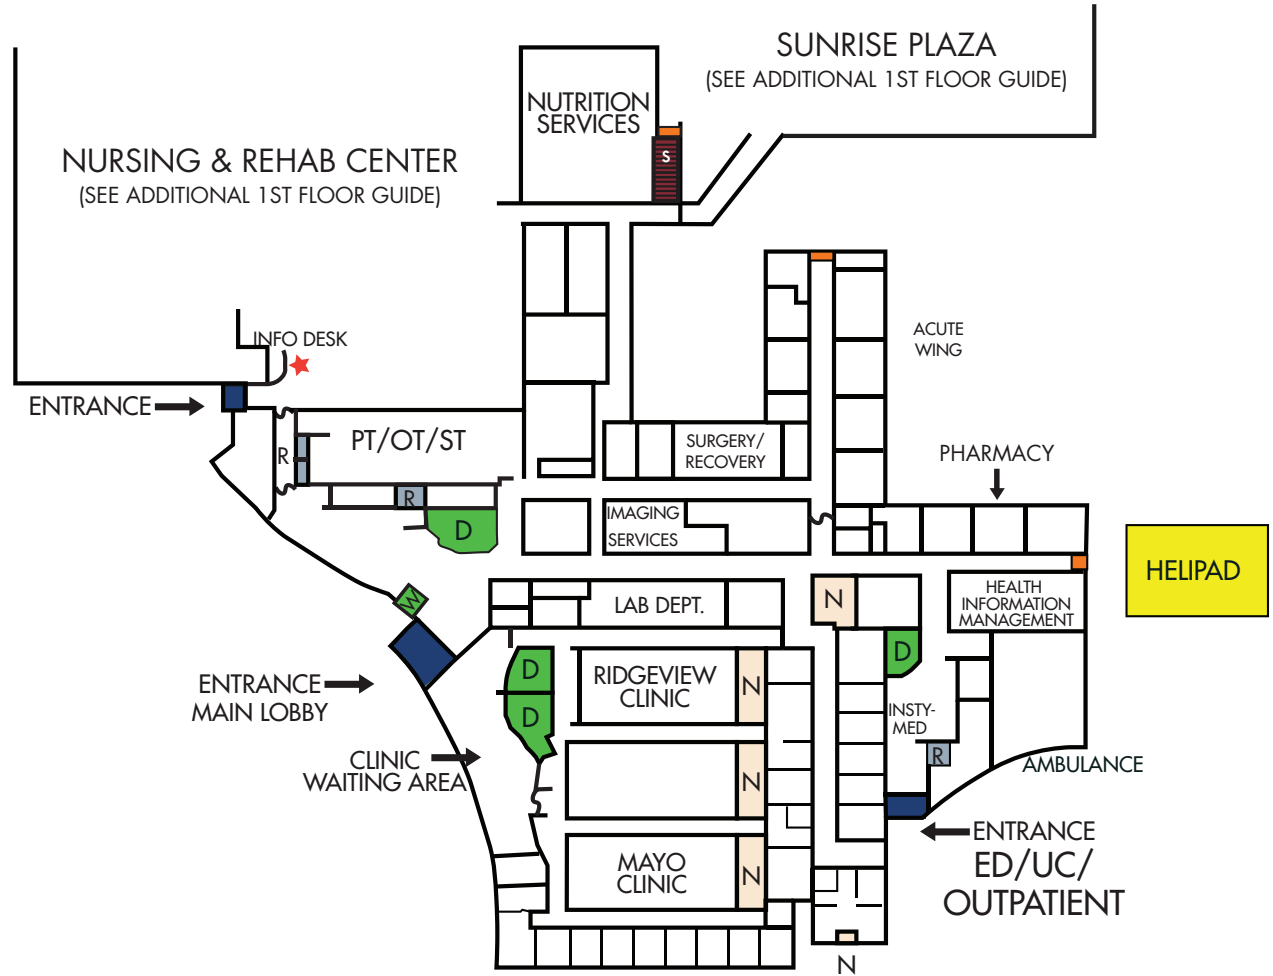 SUNRISE PLAZA
(SEE ADDITIONAL 1ST FLOOR GUIDE)
NUTRITION
SERVICES
S
NURSING & REHAB CENTER
(SEE ADDITIONAL 1ST FLOOR GUIDE)
INFO DESK
ACUTE
WING
ENTRANCE
PT/OT/ST
R
SURGERY/
RECOVERY
PHARMACY
R
D
IMAGING
SERVICES
HELIPAD
W
LAB DEPT.
N
HEALTH
INFORMATION
MANAGEMENT
D
D
RIDGEVIEW
CLINIC
N
ENTRANCE
MAIN LOBBY
D
INSTY-
MED
R
CLINIC
WAITING AREA
N
AMBULANCE
ENTRANCE
ED/UC/
OUTPATIENT
MAYO
CLINIC
N
N